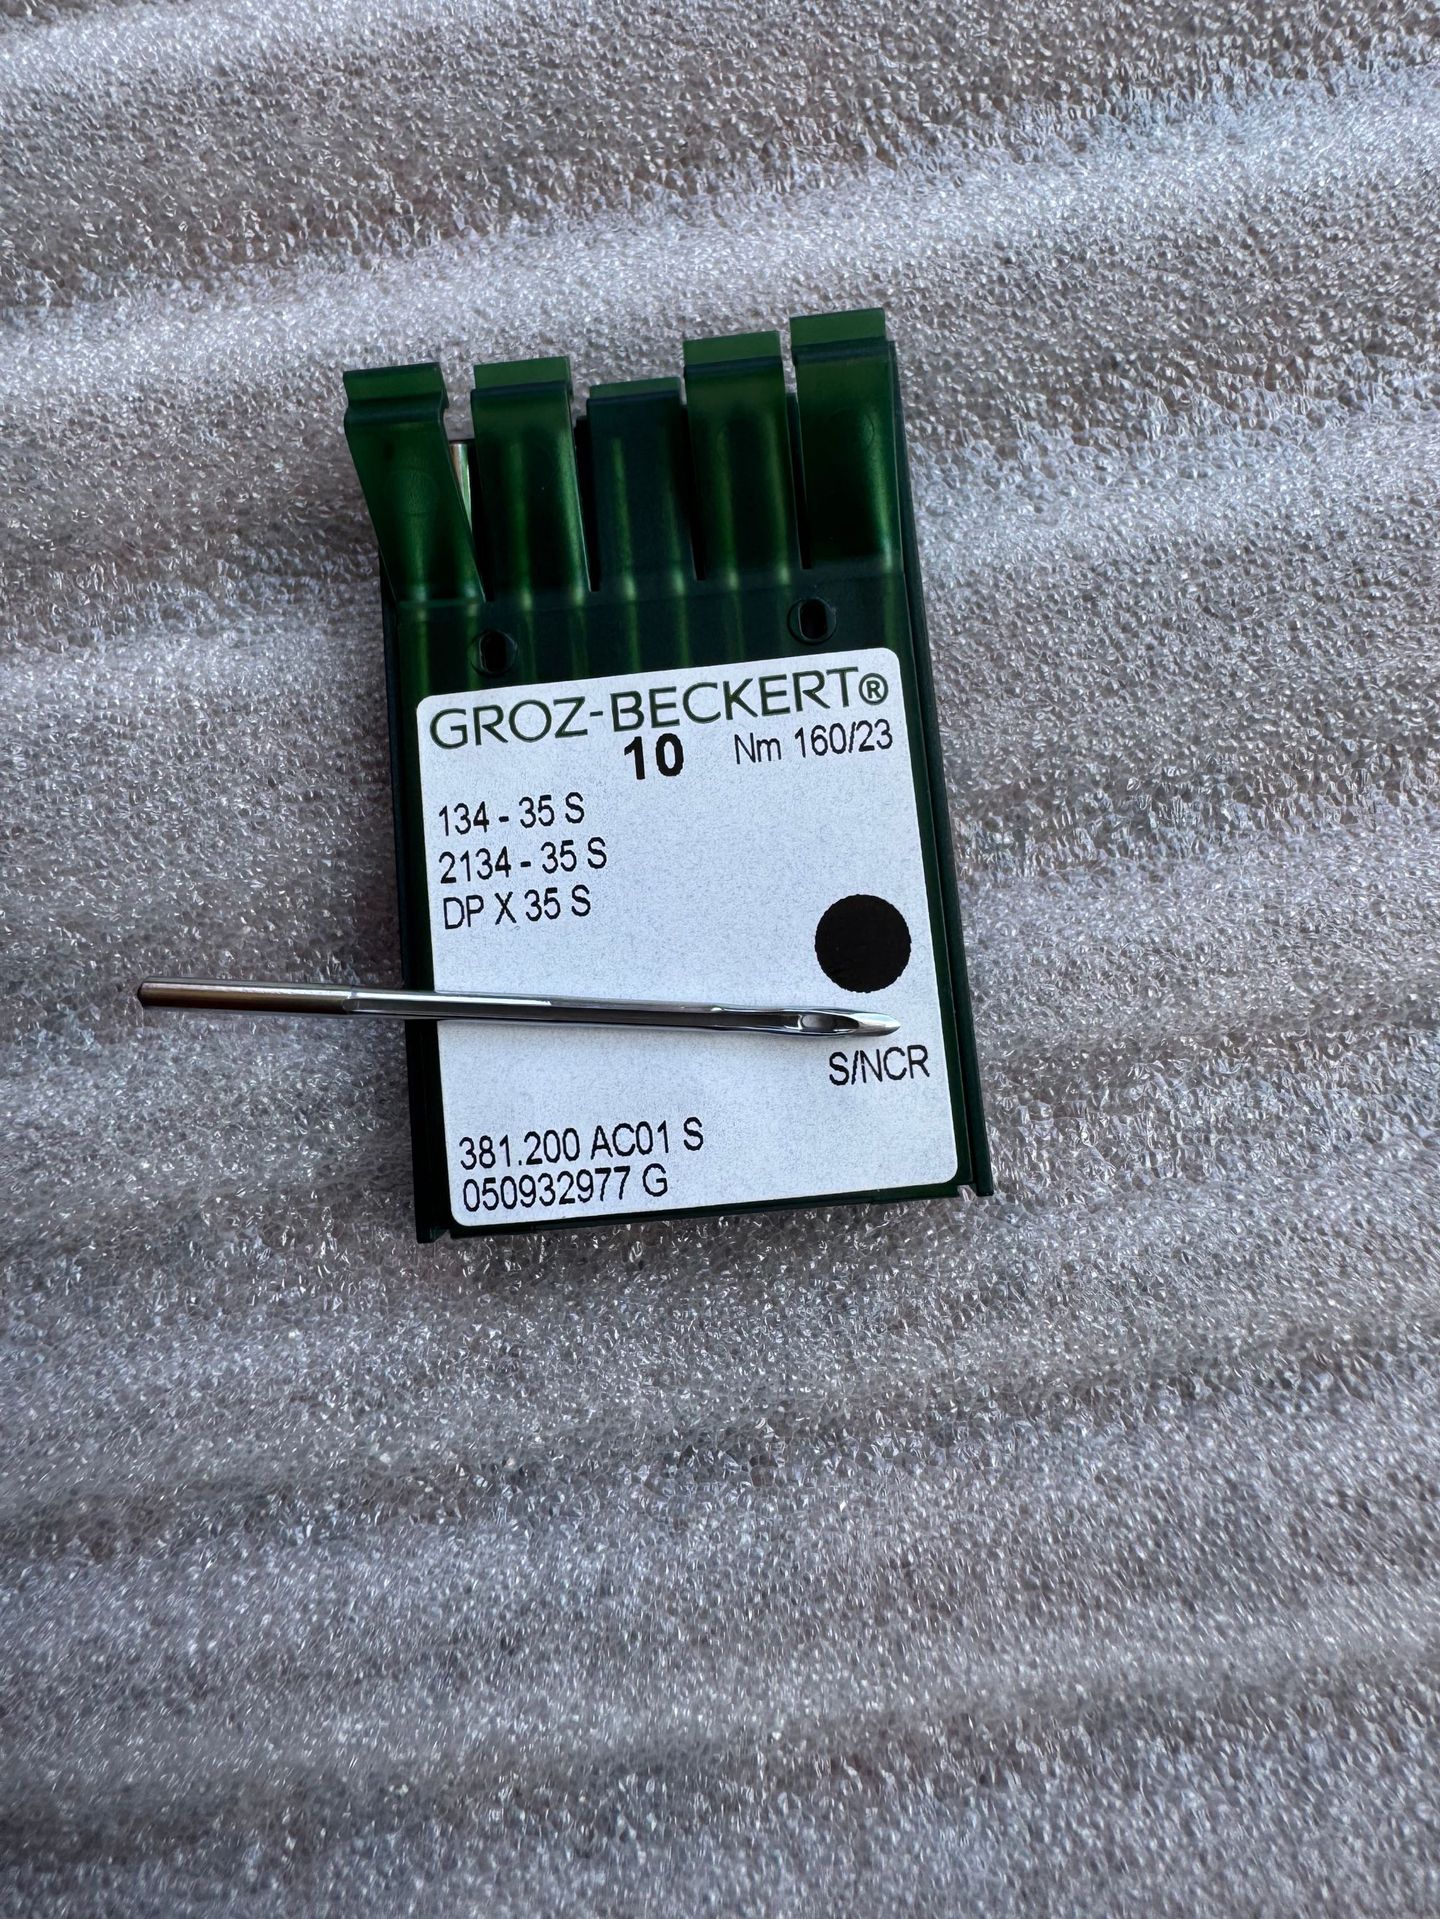 GROZ-BECKERT®
10 Nm 160/23
134 - 35 S
2134 - 35 S
DP X 35 S
S/NCR
381.200 AC01 S
050932977 G